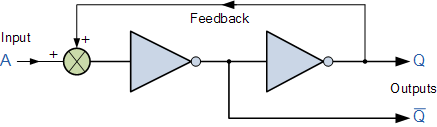 Feedback
Input
+
A
+
Q
Outputs
Q̅